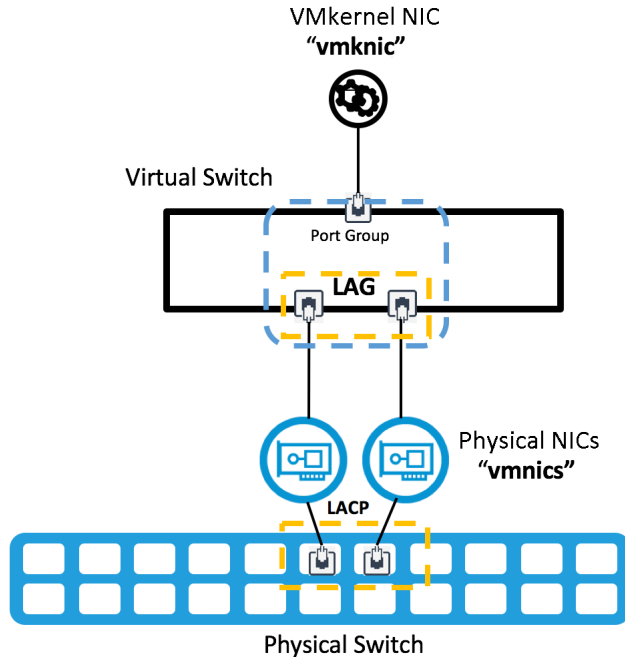 VMkernel NIC
“vmknic”
Virtual Switch
Port Group
LAG
Physical NICs
“vmnics”
LACP
Physical Switch